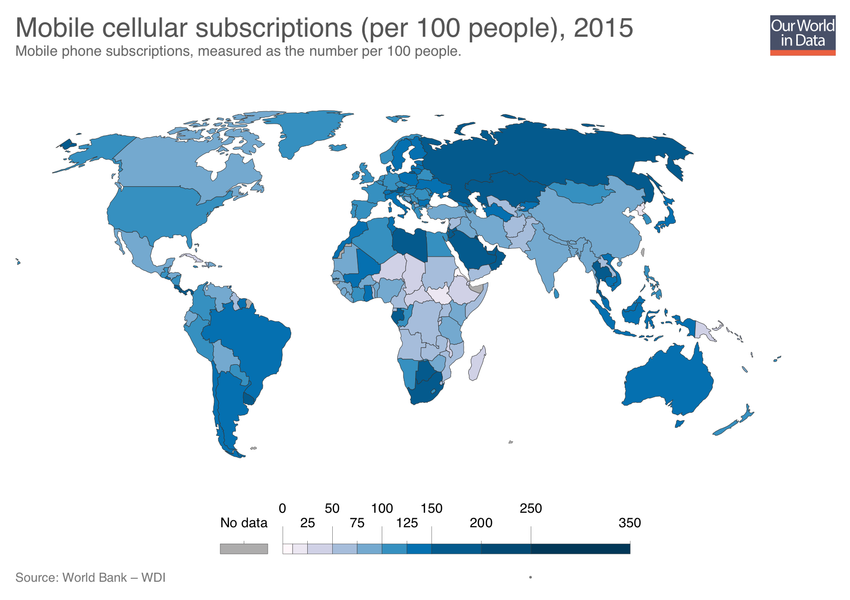 Mobile cellular subscriptions (per 100 people), 2015
Mobile phone subscriptions, measured as the number per 100 people.
Our World
in Data
0 50 100 150 250
No data 25 75 125 200 350
Source: World Bank – WDI